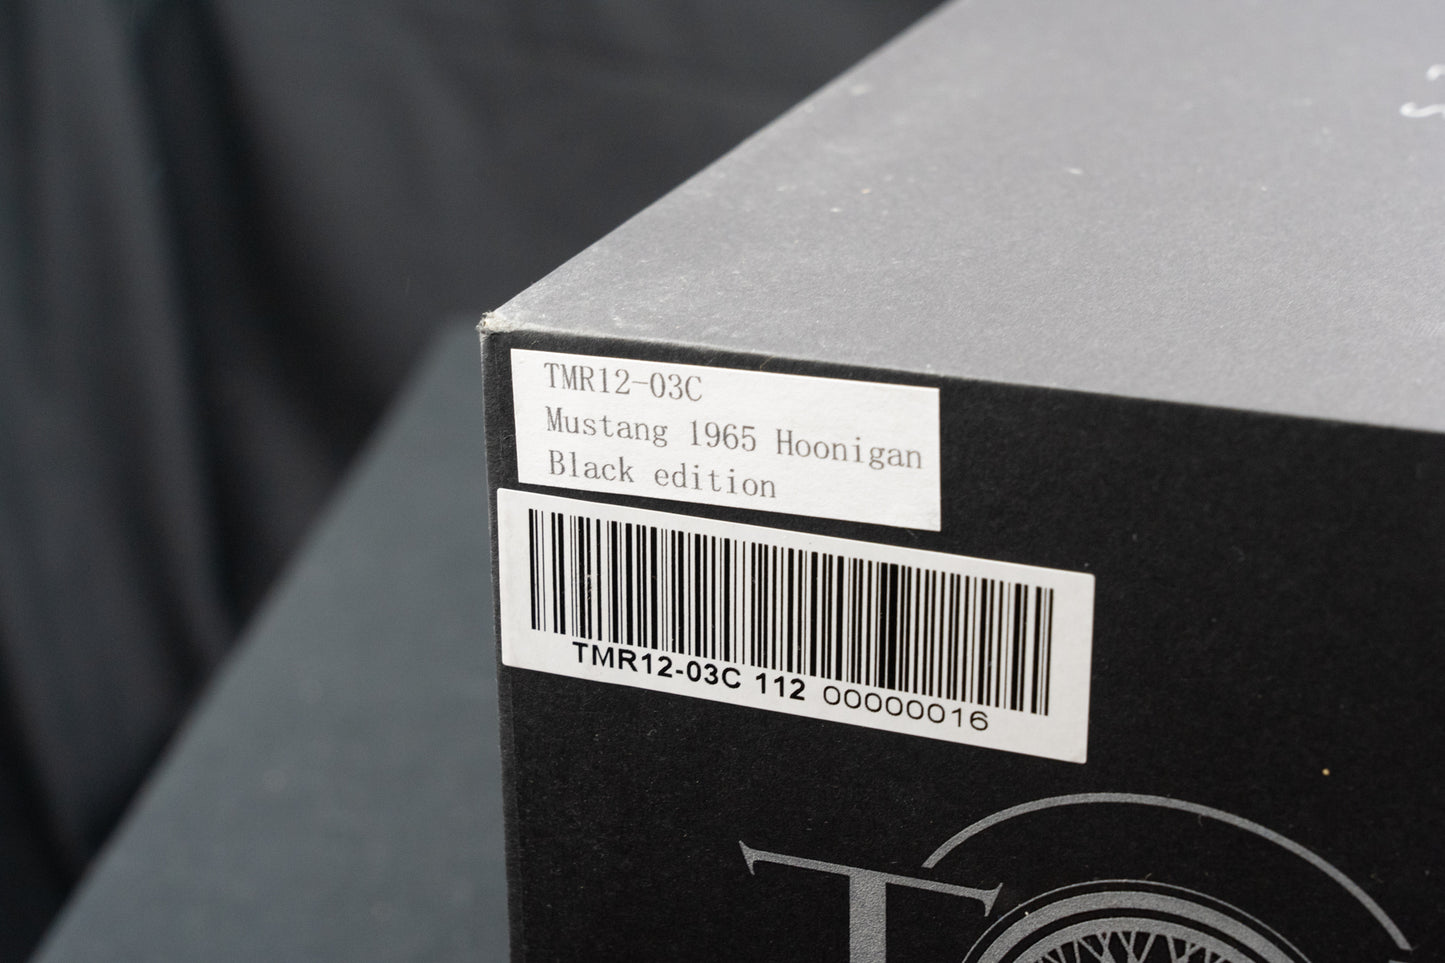 TMR12-03C
Mustang 1965 Hoonigan
Black edition
TMR12-03C 112 00000016
T